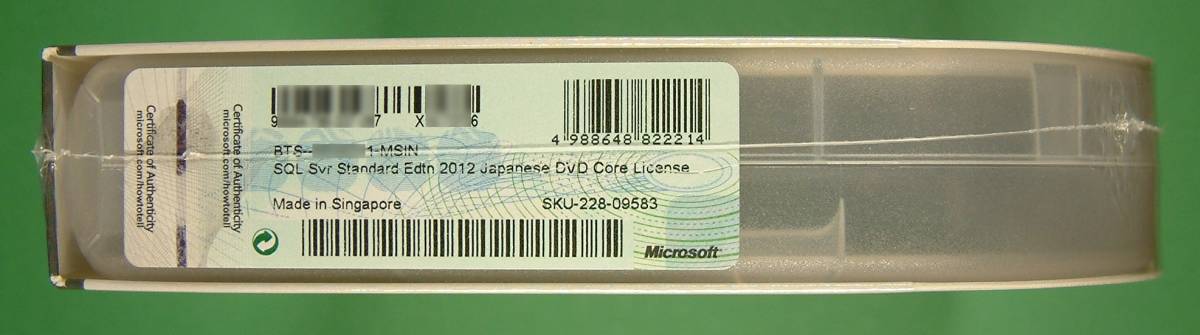 Certificate of Authenticity
microsoft.com/howtotell
Certificate of Authenticity
microsoft.com/howtotell
9 7 X 6
4 988648 822214
BTS- 1-MSIN
SQL Svr Standard Edtn 2012 Japanese DVD Core License
Made in Singapore SKU-228-09583
Microsoft